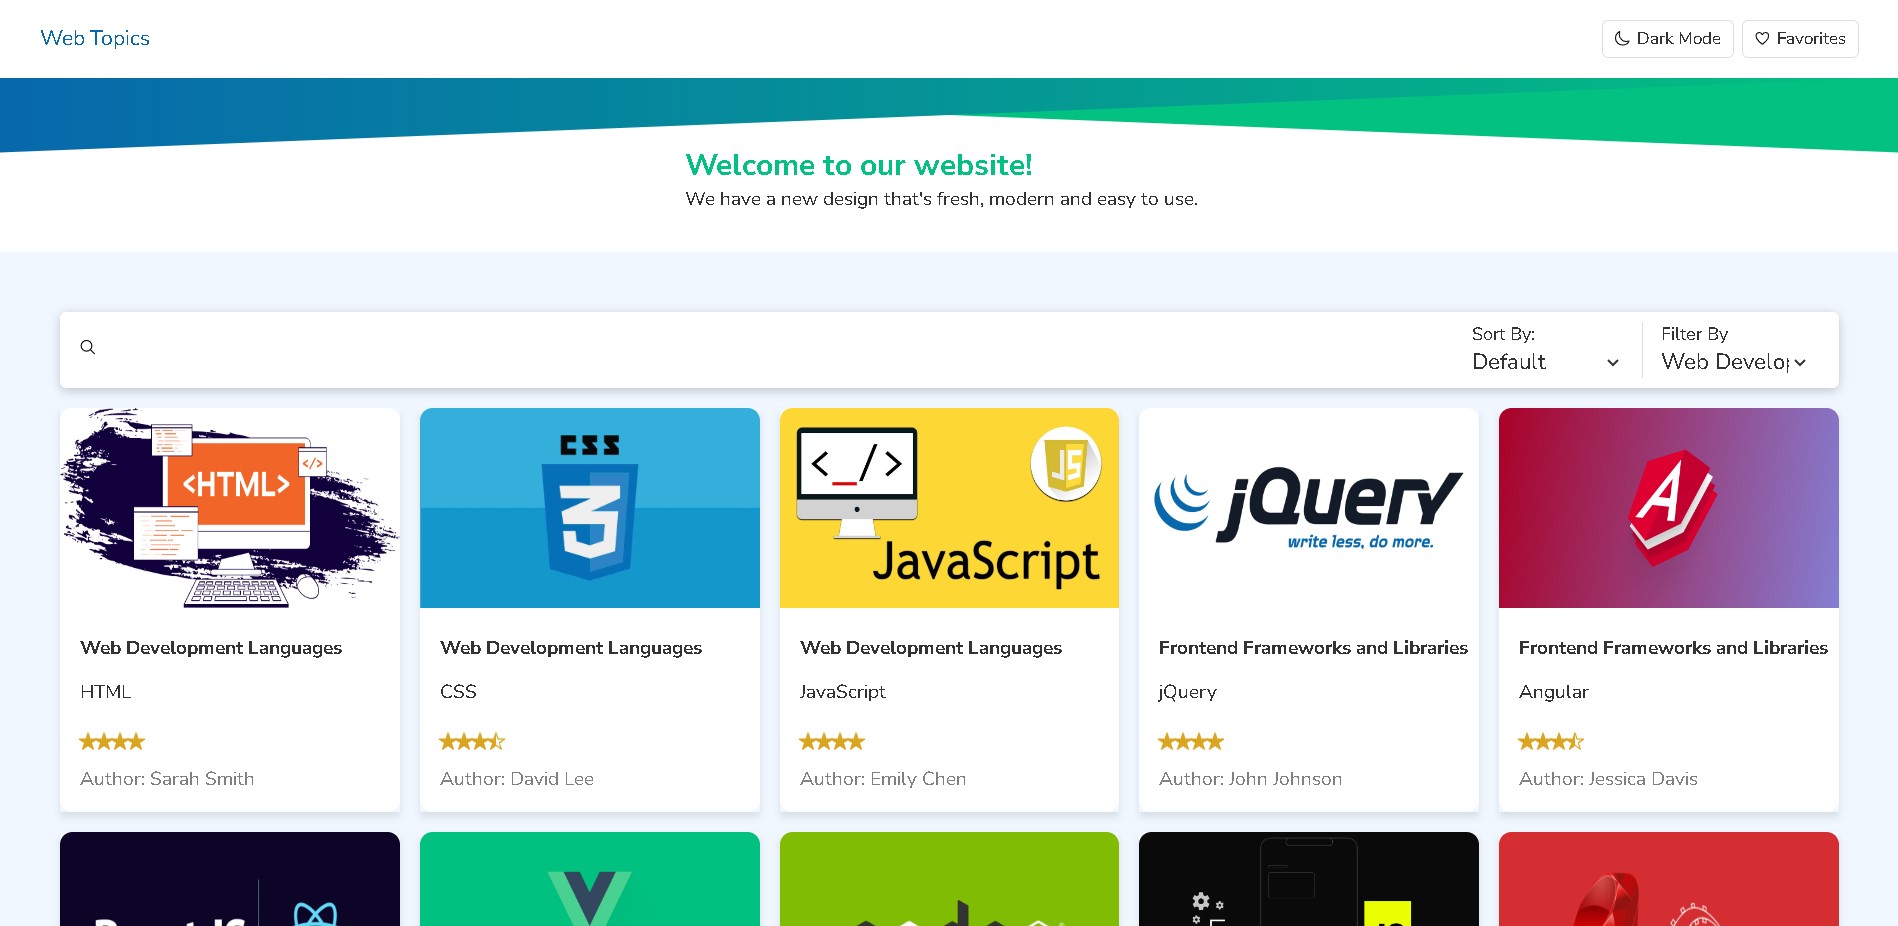 Web Topics
Dark Mode
Favorites
Welcome to our website!
We have a new design that's fresh, modern and easy to use.
Sort By:
Default
Filter By
Web Develop
<HTML>
</>
CSS
3
<_/>
JS
JavaScript
jQuery
write less, do more.
A
Web Development Languages
HTML
Author: Sarah Smith
Web Development Languages
CSS
Author: David Lee
Web Development Languages
JavaScript
Author: Emily Chen
Frontend Frameworks and Libraries
jQuery
Author: John Johnson
Frontend Frameworks and Libraries
Angular
Author: Jessica Davis